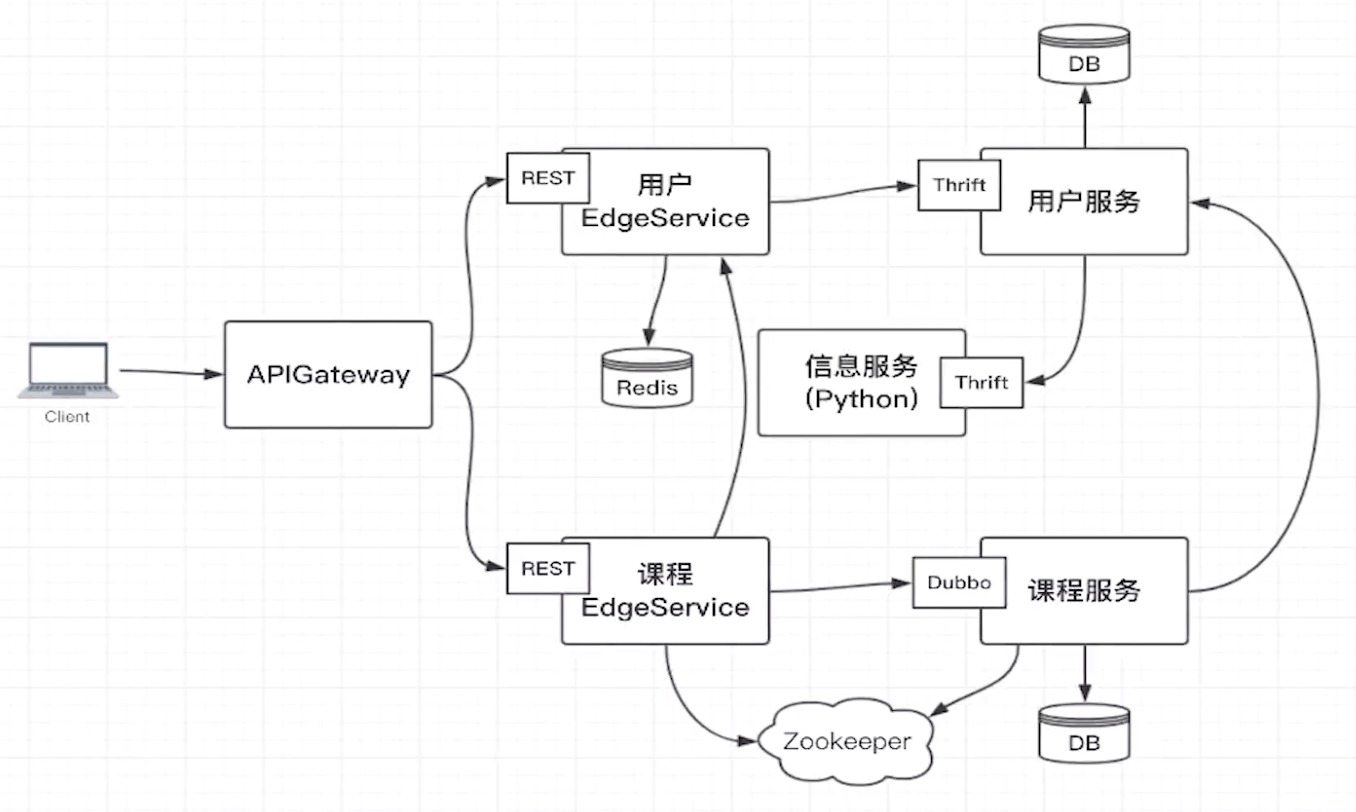 DB
REST
用户
EdgeService
Thrift
用户服务
Client
APIGateway
Redis
信息服务
(Python)
Thrift
REST
课程
EdgeService
Dubbo
课程服务
Zookeeper
DB